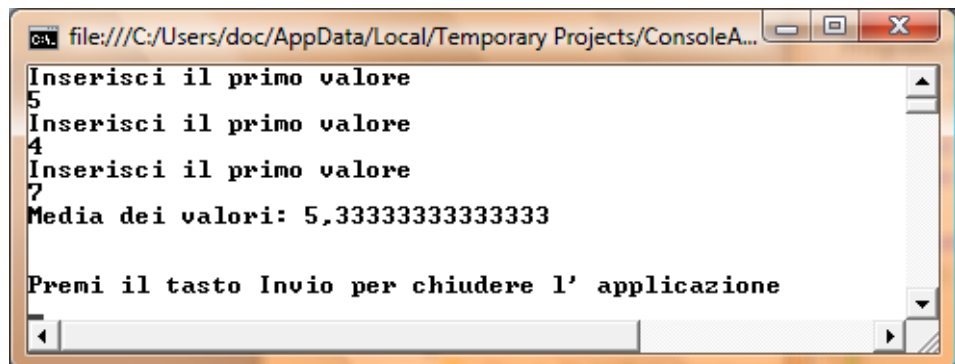 file:///C:/Users/doc/AppData/Local/Temporary Projects/ConsoleA...
Inserisci il primo valore
5
Inserisci il primo valore
4
Inserisci il primo valore
7
Media dei valori: 5,33333333333333
Premi il tasto Invio per chiudere l' applicazione